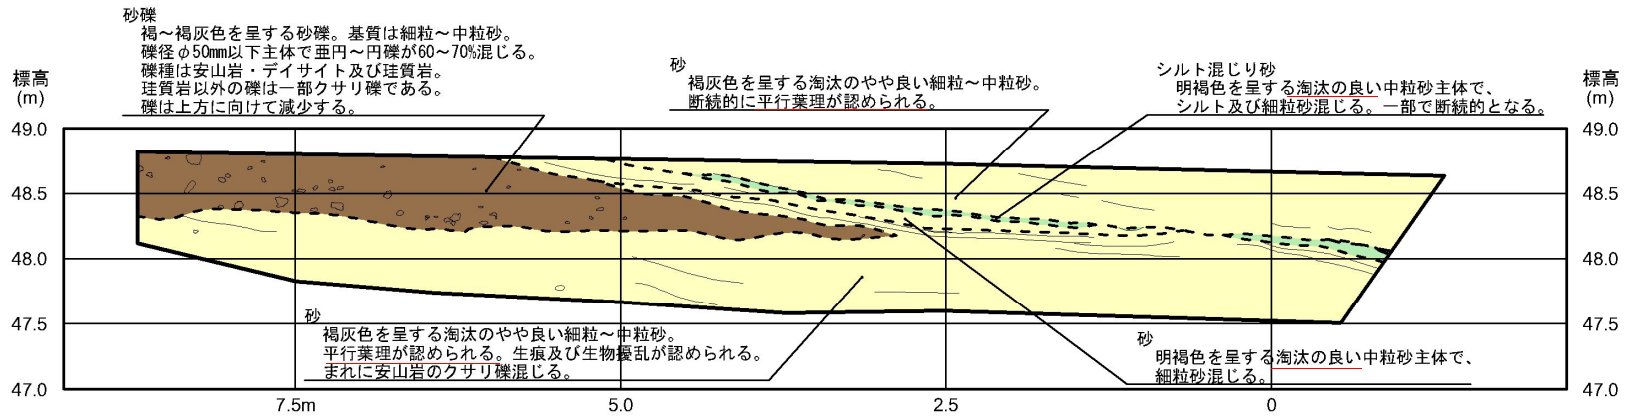 砂礫
褐～褐灰色を呈する砂礫。基質は細粒～中粒砂。
礫径φ50mm以下主体で亜円～円礫が60～70%混じる。
礫種は安山岩・デイサイト及び珪質岩。
珪質岩以外の礫は一部クサリ礫である。
礫は上方に向けて減少する。
砂
褐灰色を呈する淘汰のやや良い細粒～中粒砂。
断続的に平行葉理が認められる。
シルト混じり砂
明褐色を呈する淘汰の良い中粒砂主体で、
シルト及び細粒砂混じる。一部で断続的となる。
標高
(m)
49.0
48.5
48.0
47.5
47.0
標高
(m)
49.0
48.5
48.0
47.5
47.0
砂
褐灰色を呈する淘汰のやや良い細粒～中粒砂。
平行葉理が認められる。生痕及び生物擾乱が認められる。
まれに安山岩のクサリ礫混じる。
砂
明褐色を呈する淘汰の良い中粒砂主体で、
細粒砂混じる。
7.5m
5.0
2.5
0